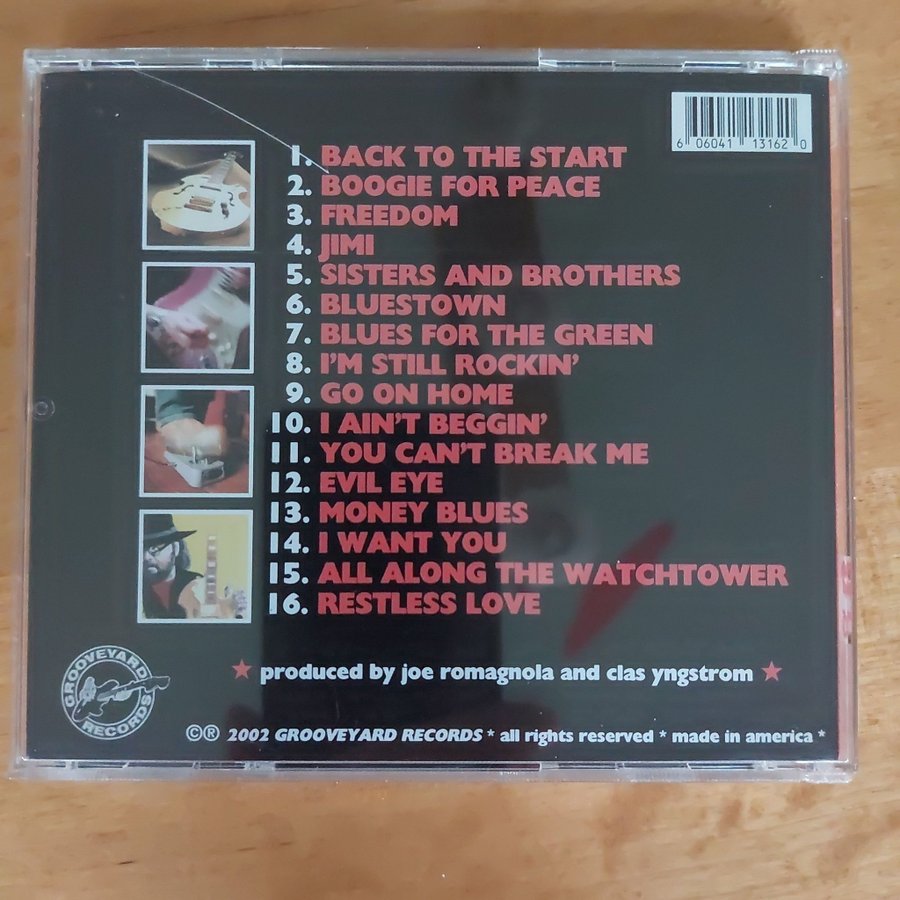 6 06041 13162 0
1. BACK TO THE START
2. BOOGIE FOR PEACE
3. FREEDOM
4. JIMI
5. SISTERS AND BROTHERS
6. BLUESTOWN
7. BLUES FOR THE GREEN
8. I'M STILL ROCKIN'
9. GO ON HOME
10. I AIN'T BEGGIN'
11. YOU CAN'T BREAK ME
12. EVIL EYE
13. MONEY BLUES
14. I WANT YOU
15. ALL ALONG THE WATCHTOWER
16. RESTLESS LOVE
★ produced by joe romagnola and clas yngstrom ★
GROOVEYARD RECORDS
©® 2002 GROOVEYARD RECORDS * all rights reserved * made in america *